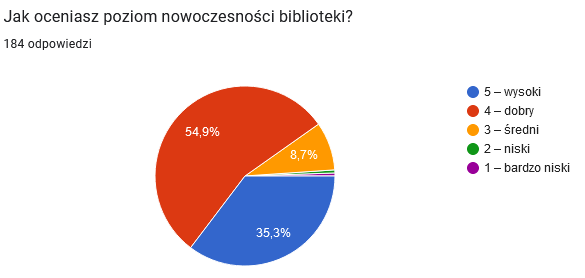 Jak oceniasz poziom nowoczesności biblioteki?
184 odpowiedzi
5 – wysoki
4 – dobry
3 – średni
2 – niski
1 – bardzo niski
54,9%
8,7%
35,3%